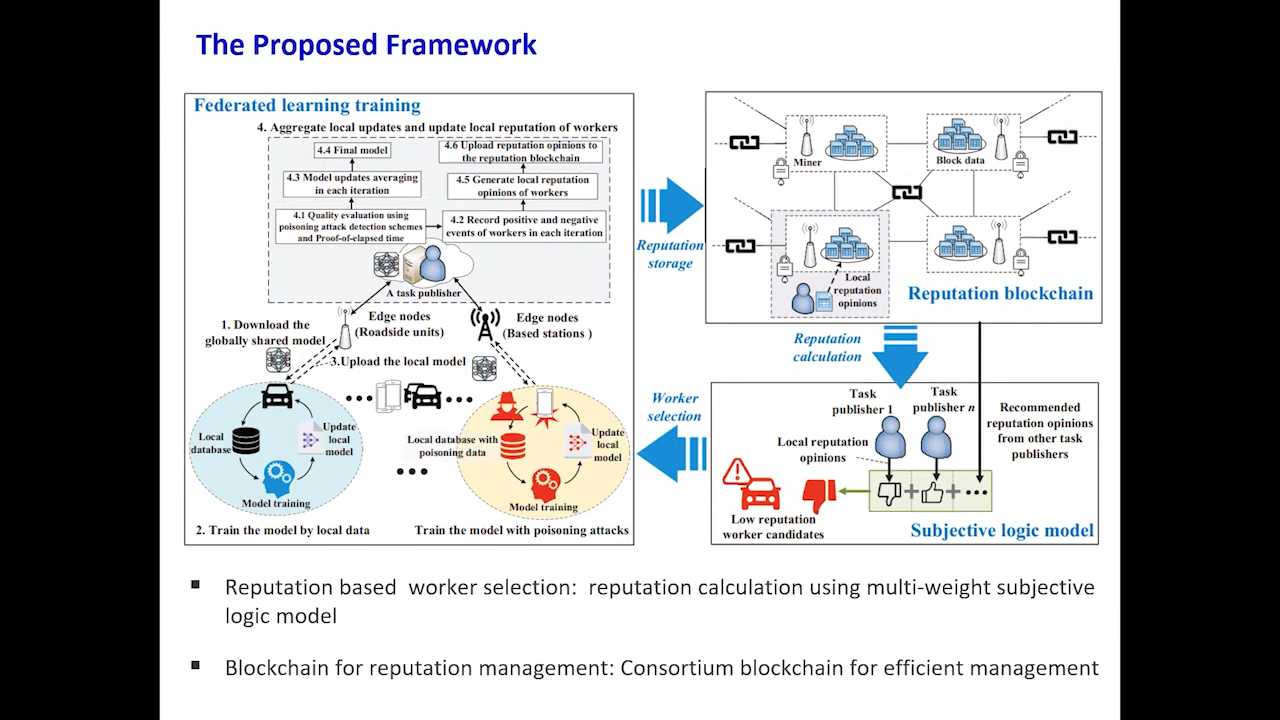 The Proposed Framework
Federated learning training
4. Aggregate local updates and update local reputation of workers
4.4 Final model
4.6 Upload reputation opinions to
the reputation blockchain
4.3 Model updates averaging
in each iteration
4.5 Generate local reputation
opinions of workers
4.1 Quality evaluation using
poisoning attack detection schemes
and Proof-of-elapsed time
4.2 Record positive and negative
events of workers in each iteration
A task publisher
1. Download the
globally shared model
Edge nodes
(Roadside units)
Edge nodes
(Based stations )
3.Upload the local model
Local
database
Update
local
model
Model training
Local database with
poisoning data
Update
local
model
Model training
2. Train the model by local data
Train the model with poisoning attacks
Reputation
storage
Miner
Block data
Local
reputation
opinions
Reputation blockchain
Reputation
calculation
Worker
selection
Task
publisher 1
Task
publisher n
Recommended
reputation opinions
from other task
publishers
Local reputation
opinions
Low reputation
worker candidates
Subjective logic model
Reputation based worker selection: reputation calculation using multi-weight subjective
logic model
Blockchain for reputation management: Consortium blockchain for efficient management